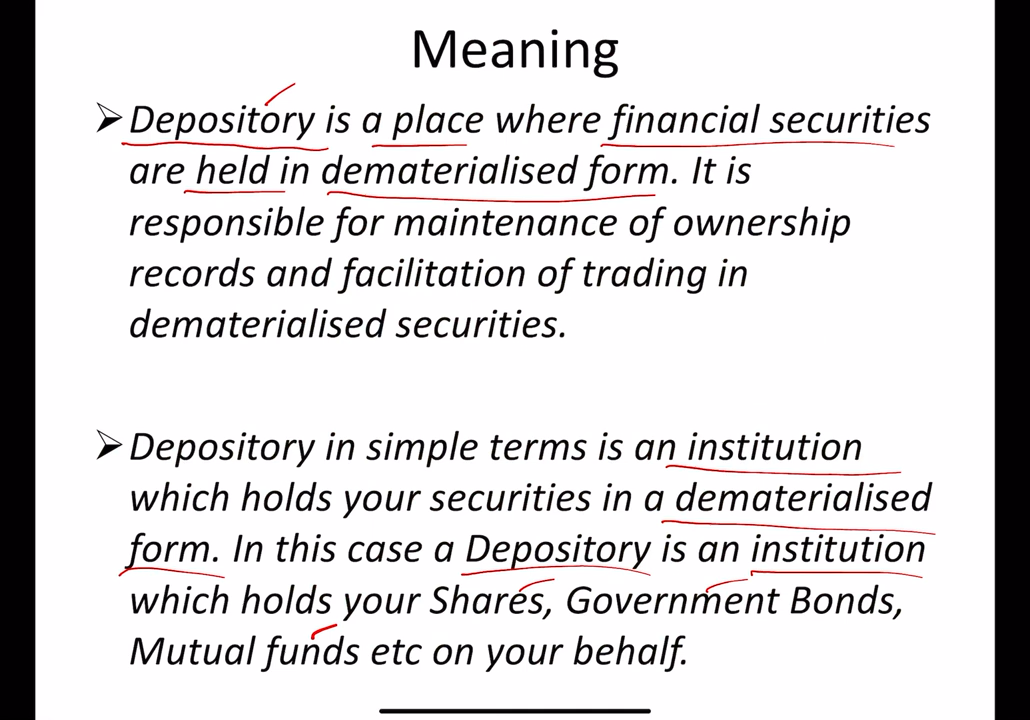 Meaning
➢ Depository is a place where financial securities
are held in dematerialised form. It is
responsible for maintenance of ownership
records and facilitation of trading in
dematerialised securities.
➢ Depository in simple terms is an institution
which holds your securities in a dematerialised
form. In this case a Depository is an institution
which holds your Shares, Government Bonds,
Mutual funds etc on your behalf.